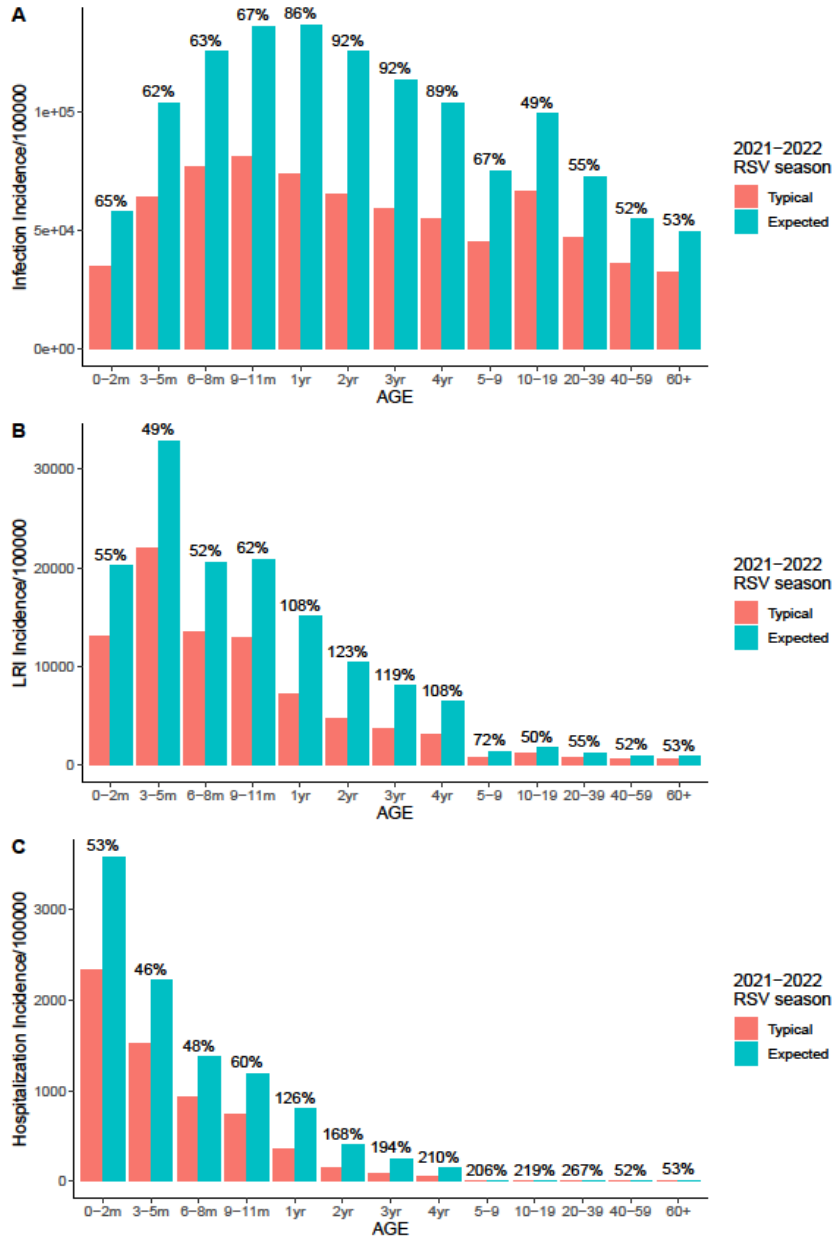 A
65% 62% 63% 67% 86% 92% 92% 89% 67% 49% 55% 52% 53%
Infection Incidence/100000
1e+05
5e+04
0e+00
0−2m 3−5m 6−8m 9−11m 1yr 2yr 3yr 4yr 5−9 10−19 20−39 40−59 60+
AGE
2021−2022
RSV season
Typical
Expected
B
55% 49% 52% 62% 108% 123% 119% 108% 72% 50% 55% 52% 53%
LRI Incidence/100000
30000
20000
10000
0
0−2m 3−5m 6−8m 9−11m 1yr 2yr 3yr 4yr 5−9 10−19 20−39 40−59 60+
AGE
2021−2022
RSV season
Typical
Expected
C
53% 46% 48% 60% 126% 168% 194% 210% 206% 219% 267% 52% 53%
Hospitalization Incidence/100000
3000
2000
1000
0
0−2m 3−5m 6−8m 9−11m 1yr 2yr 3yr 4yr 5−9 10−19 20−39 40−59 60+
AGE
2021−2022
RSV season
Typical
Expected